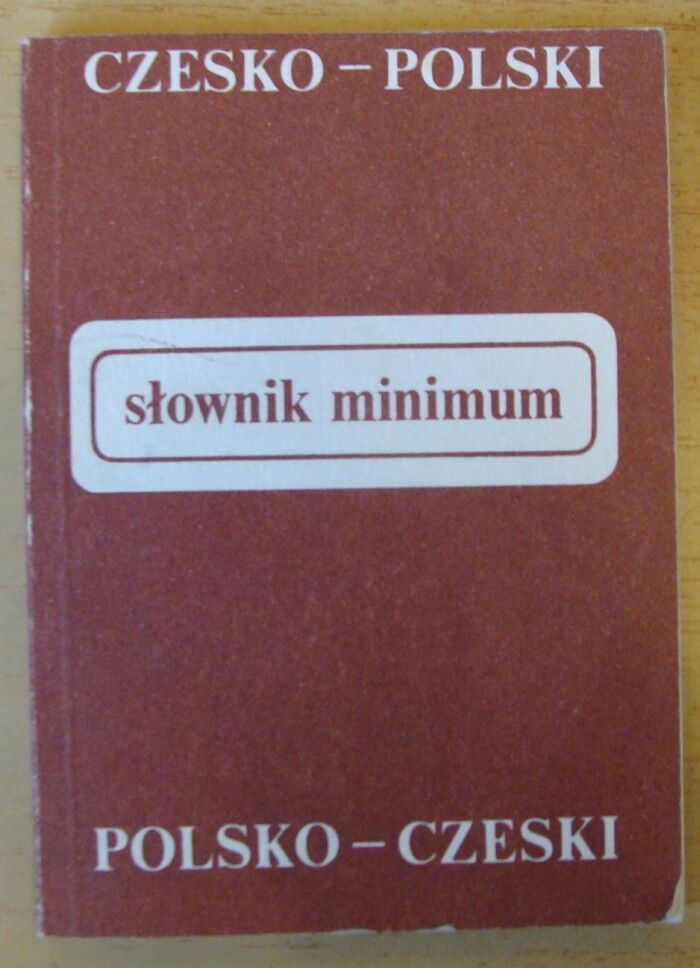 CZESKO – POLSKI
słownik minimum
POLSKO – CZESKI